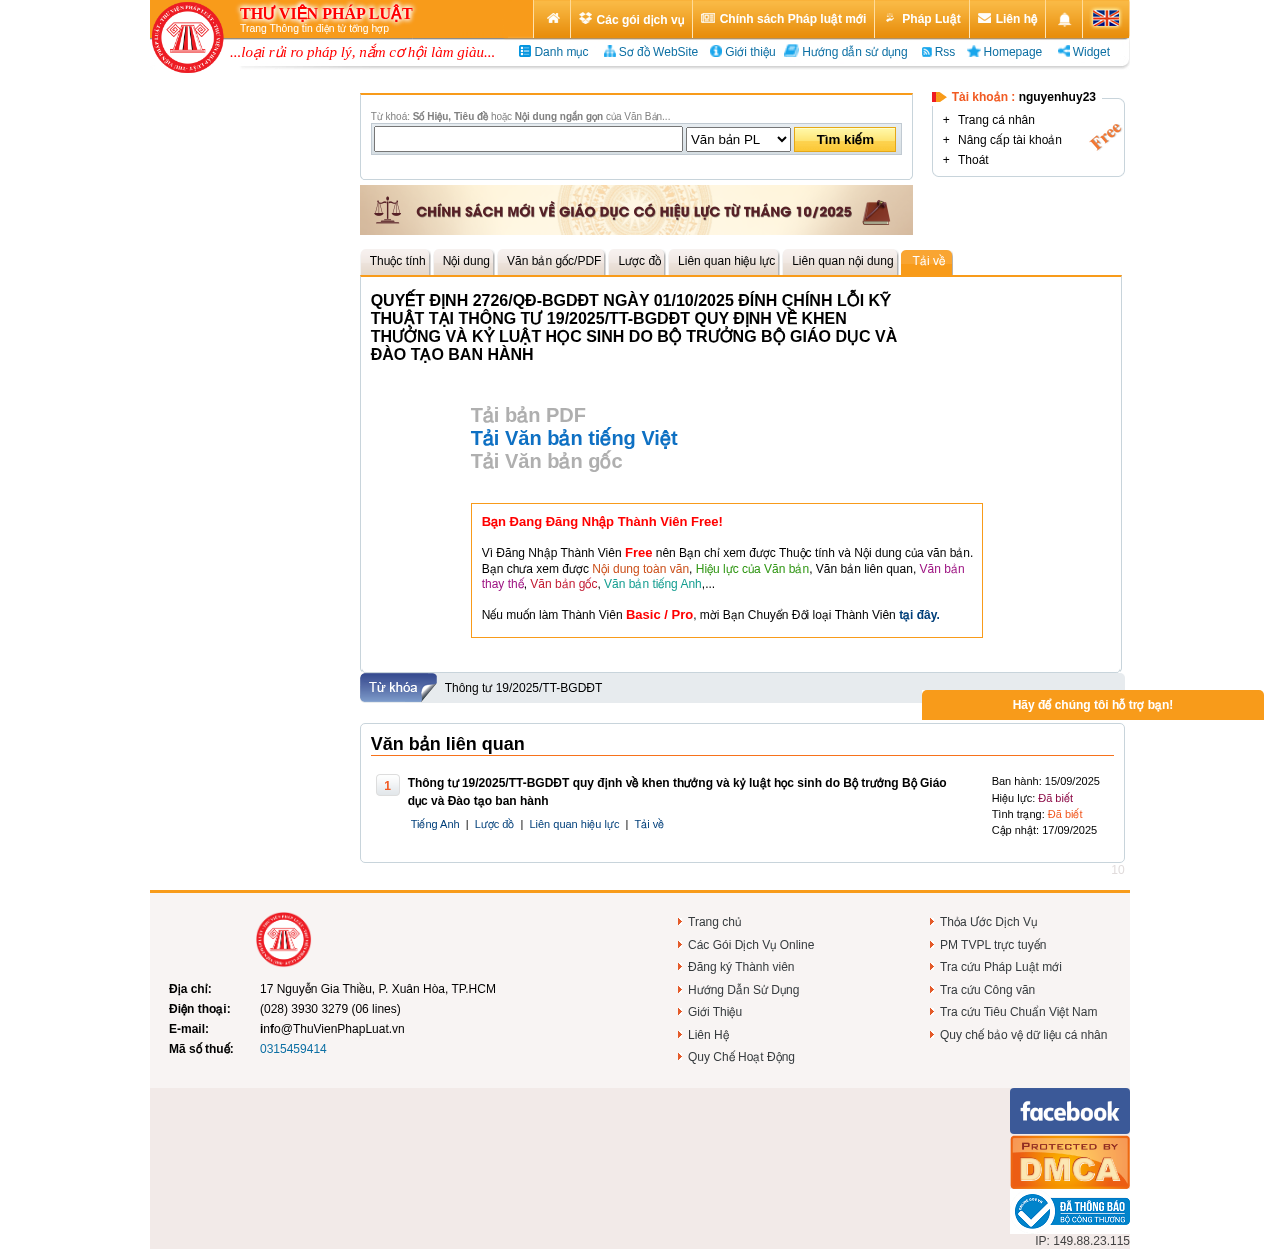 THƯ VIỆN PHÁP LUẬT
Trang Thông tin điện tử tổng hợp
Các gói dịch vụ
Chính sách Pháp luật mới
Pháp Luật
Liên hệ
...loại rủi ro pháp lý, nắm cơ hội làm giàu...
Danh mục
Sơ đồ WebSite
Giới thiệu
Hướng dẫn sử dụng
Rss
Homepage
Widget
Từ khoá: Số Hiệu, Tiêu đề hoặc Nội dung ngắn gọn của Văn Bản...
Văn bản PL
Tìm kiếm
Tài khoản : nguyenhuy23
+ Trang cá nhân
+ Nâng cấp tài khoản
+ Thoát
Free
CHÍNH SÁCH MỚI VỀ GIÁO DỤC CÓ HIỆU LỰC TỪ THÁNG 10/2025
Thuộc tính
Nội dung
Văn bản gốc/PDF
Lược đồ
Liên quan hiệu lực
Liên quan nội dung
Tải về
QUYẾT ĐỊNH 2726/QĐ-BGDĐT NGÀY 01/10/2025 ĐÍNH CHÍNH LỖI KỸ
THUẬT TẠI THÔNG TƯ 19/2025/TT-BGDĐT QUY ĐỊNH VỀ KHEN
THƯỞNG VÀ KỶ LUẬT HỌC SINH DO BỘ TRƯỞNG BỘ GIÁO DỤC VÀ
ĐÀO TẠO BAN HÀNH
Tải bản PDF
Tải Văn bản tiếng Việt
Tải Văn bản gốc
Bạn Đang Đăng Nhập Thành Viên Free!
Vì Đăng Nhập Thành Viên Free nên Bạn chỉ xem được Thuộc tính và Nội dung của văn bản.
Bạn chưa xem được Nội dung toàn văn, Hiệu lực của Văn bản, Văn bản liên quan, Văn bản
thay thế, Văn bản gốc, Văn bản tiếng Anh,...
Nếu muốn làm Thành Viên Basic / Pro, mời Bạn Chuyển Đổi loại Thành Viên tại đây.
Từ khóa
Thông tư 19/2025/TT-BGDĐT
Hãy để chúng tôi hỗ trợ bạn!
Văn bản liên quan
1
Thông tư 19/2025/TT-BGDĐT quy định về khen thưởng và kỷ luật học sinh do Bộ trưởng Bộ Giáo
dục và Đào tạo ban hành
Tiếng Anh | Lược đồ | Liên quan hiệu lực | Tải về
Ban hành: 15/09/2025
Hiệu lực: Đã biết
Tình trạng: Đã biết
Cập nhật: 17/09/2025
10
Địa chỉ: 17 Nguyễn Gia Thiều, P. Xuân Hòa, TP.HCM
Điện thoại: (028) 3930 3279 (06 lines)
E-mail: info@ThuVienPhapLuat.vn
Mã số thuế: 0315459414
Trang chủ
Các Gói Dịch Vụ Online
Đăng ký Thành viên
Hướng Dẫn Sử Dụng
Giới Thiệu
Liên Hệ
Quy Chế Hoạt Động
Thỏa Ước Dịch Vụ
PM TVPL trực tuyến
Tra cứu Pháp Luật mới
Tra cứu Công văn
Tra cứu Tiêu Chuẩn Việt Nam
Quy chế bảo vệ dữ liệu cá nhân
facebook
PROTECTED BY
DMCA
ĐÃ THÔNG BÁO
BỘ CÔNG THƯƠNG
IP: 149.88.23.115